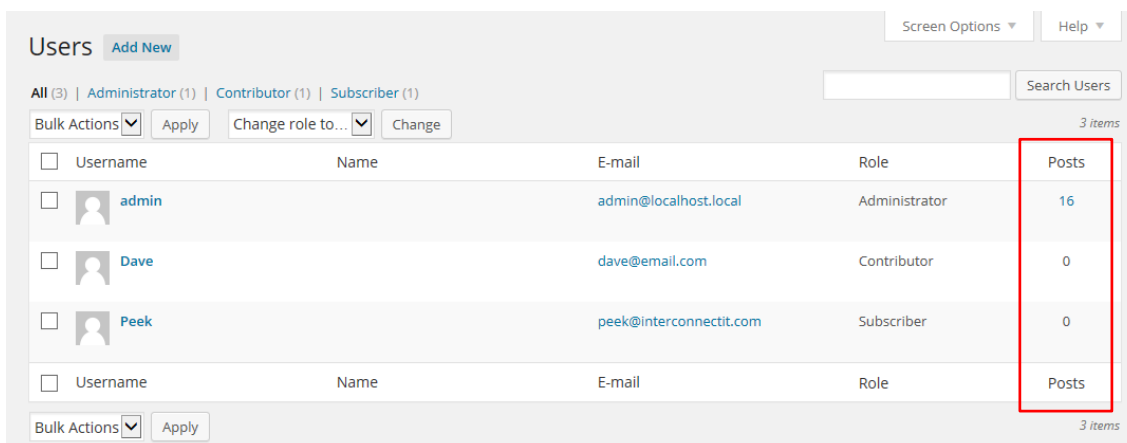 Screen Options Help
Users Add New
All (3) | Administrator (1) | Contributor (1) | Subscriber (1)
Search Users
Bulk Actions Apply Change role to... Change 3 items
Username Name E-mail Role Posts
admin admin@localhost.local Administrator 16
Dave dave@email.com Contributor 0
Peek peek@interconnectit.com Subscriber 0
Username Name E-mail Role Posts
Bulk Actions Apply 3 items